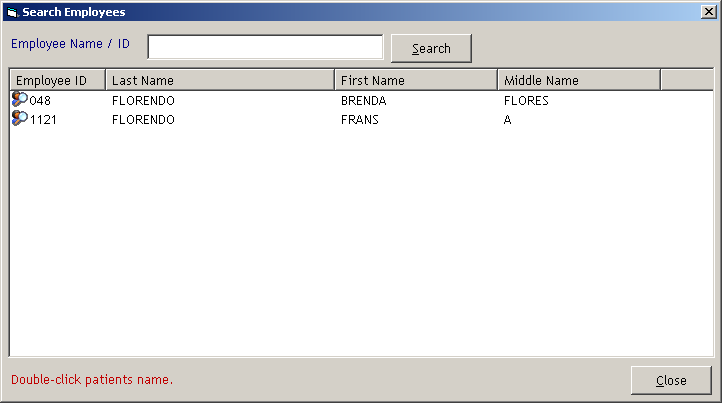 Search Employees
Employee Name / ID Search
Employee ID Last Name First Name Middle Name
048 FLORENDO BRENDA FLORES
1121 FLORENDO FRANS A
Double-click patients name. Close